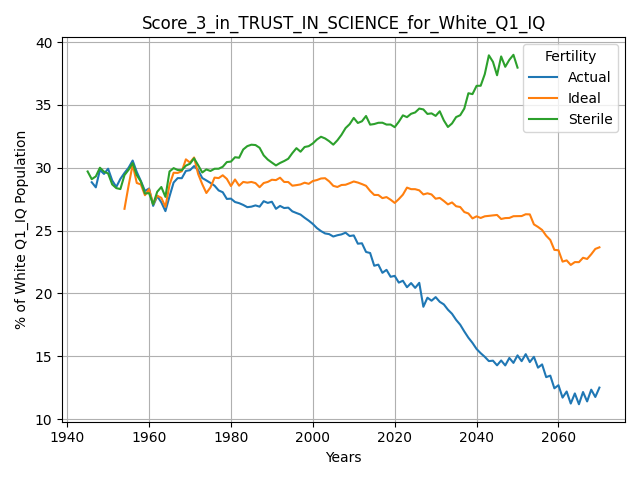 Score_3_in_TRUST_IN_SCIENCE_for_White_Q1_IQ
% of White Q1_IQ Population
40
35
30
25
20
15
10
Fertility
Actual
Ideal
Sterile
1940 1960 1980 2000 2020 2040 2060
Years